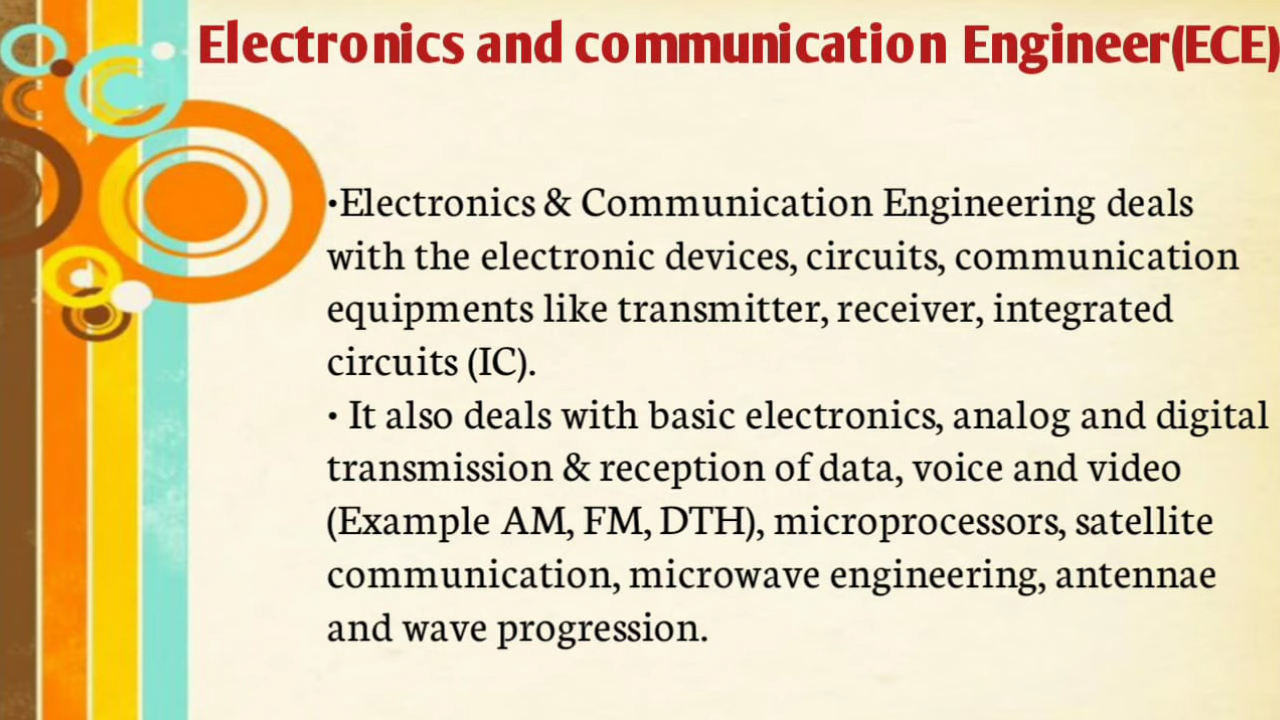 Electronics and communication Engineer(ECE)
•Electronics & Communication Engineering deals
with the electronic devices, circuits, communication
equipments like transmitter, receiver, integrated
circuits (IC).
• It also deals with basic electronics, analog and digital
transmission & reception of data, voice and video
(Example AM, FM, DTH), microprocessors, satellite
communication, microwave engineering, antennae
and wave progression.